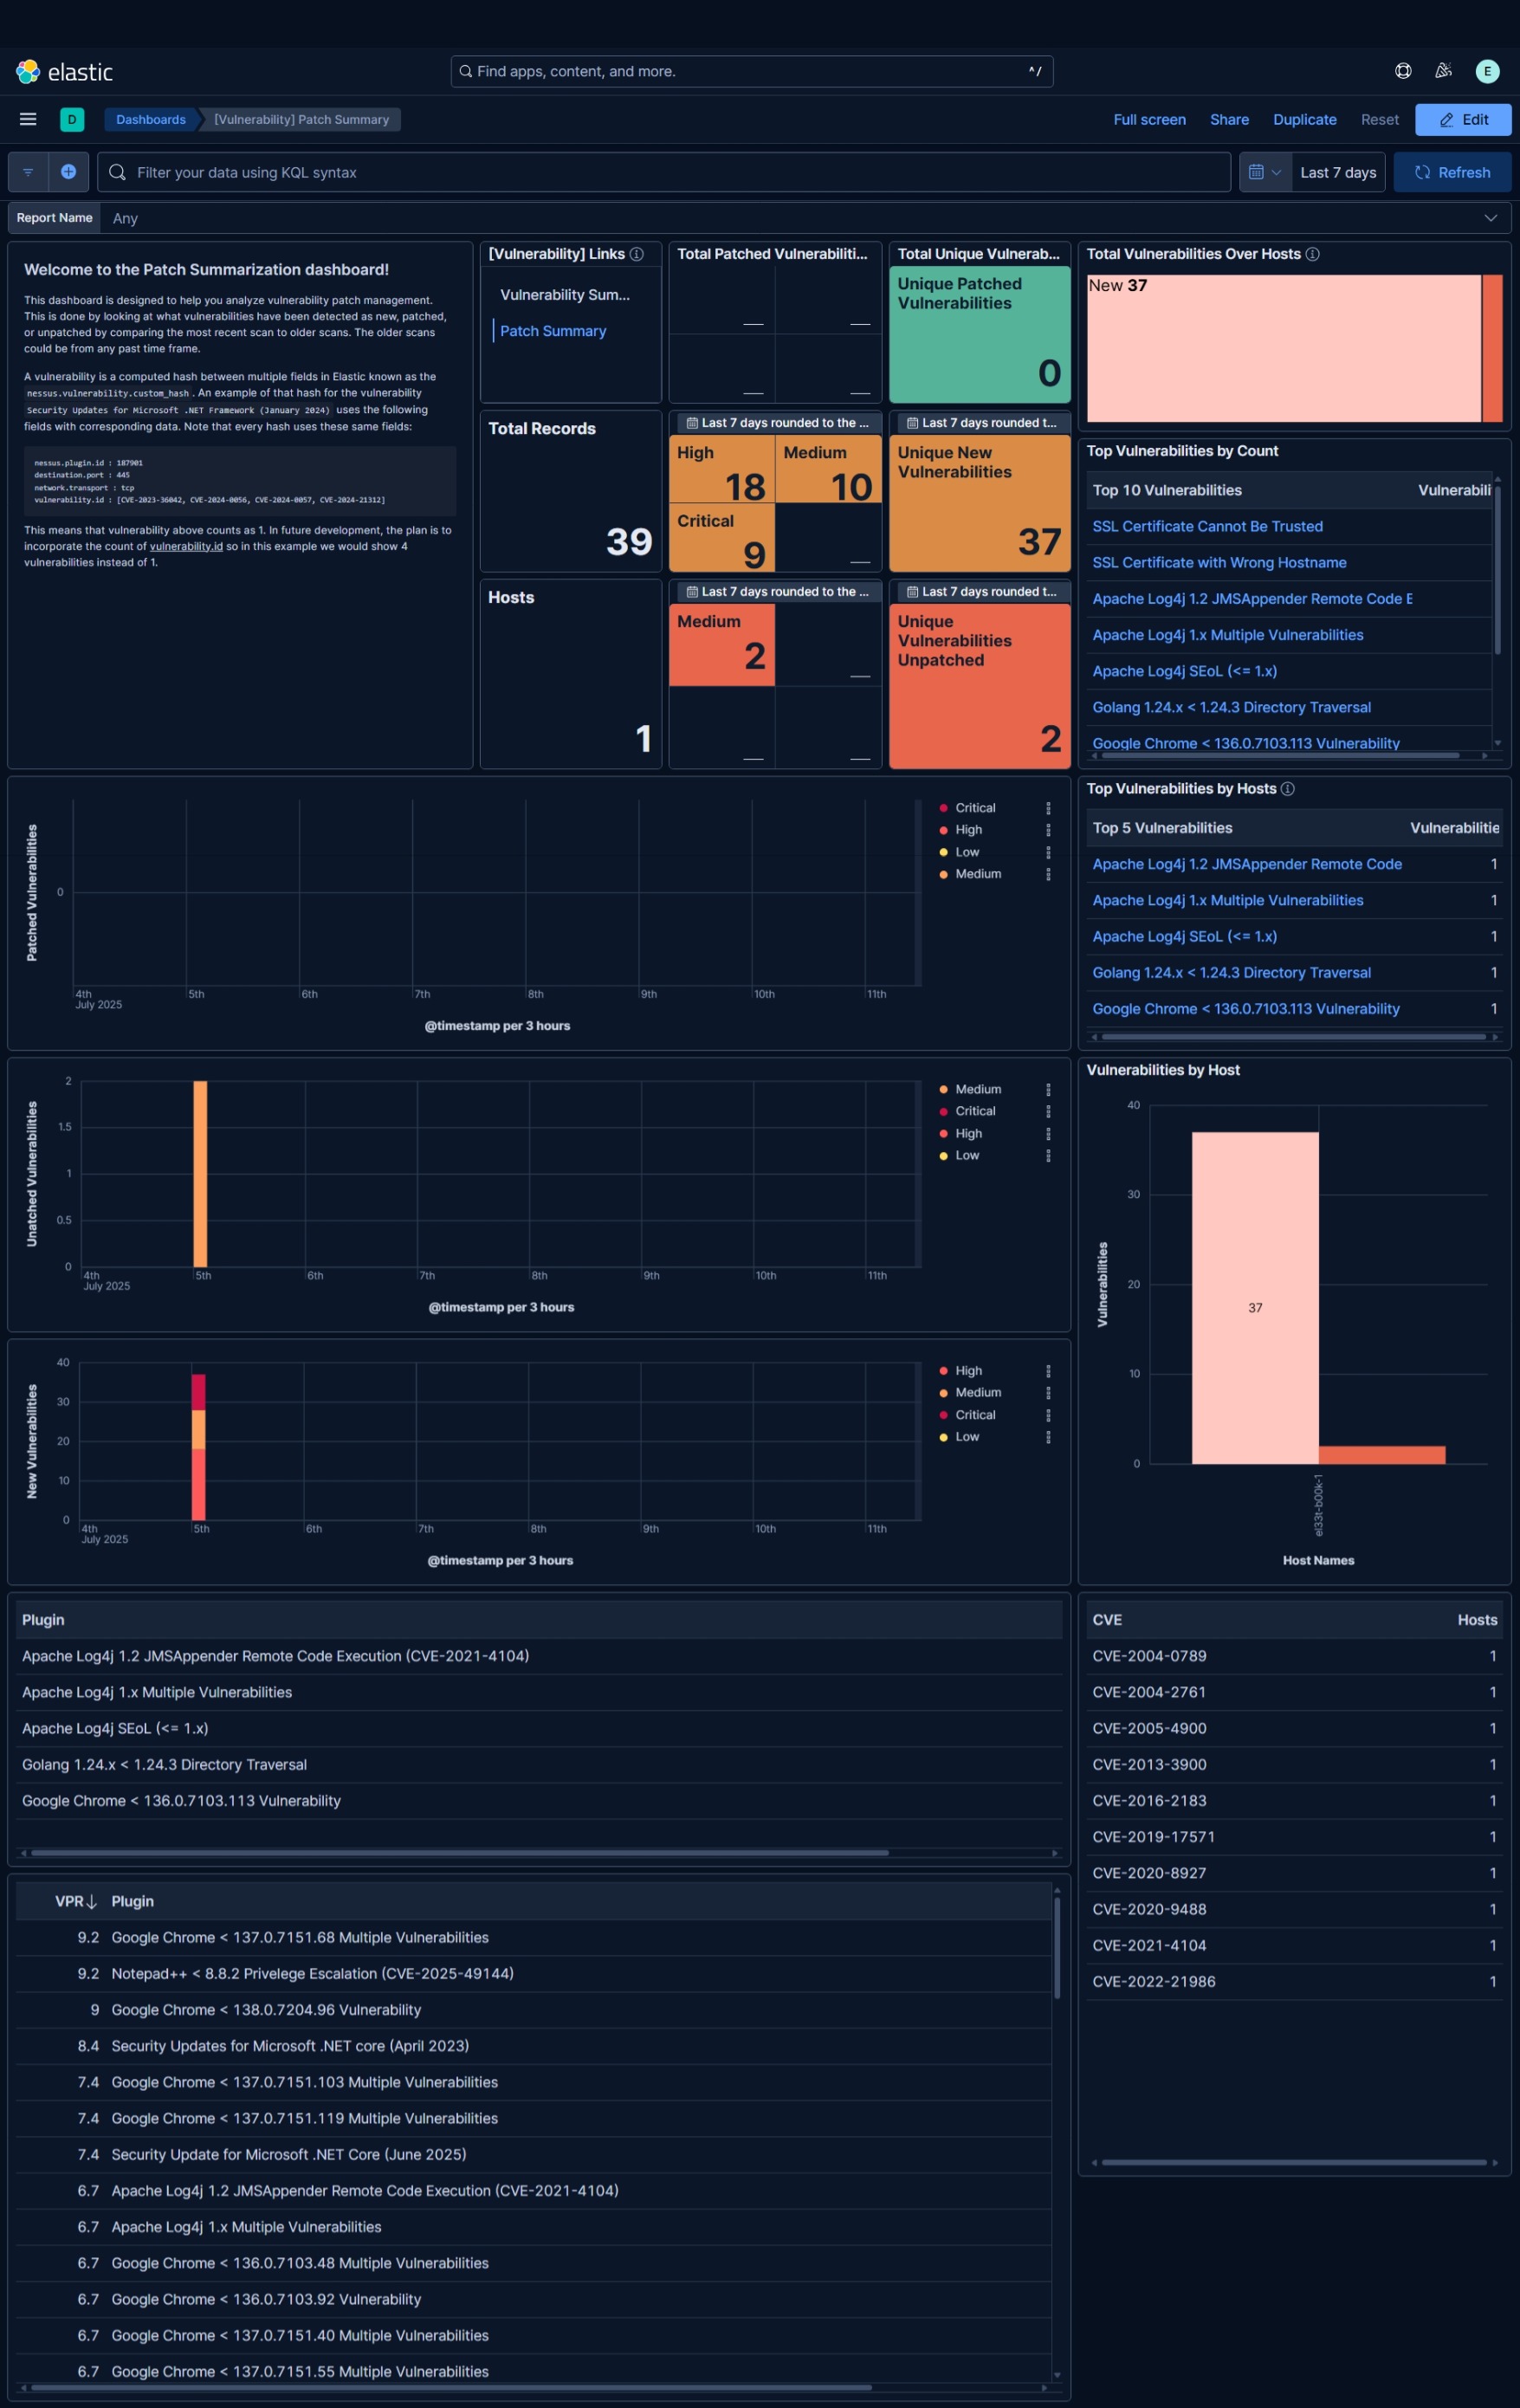 elastic
Find apps, content, and more.
^/
E
D
Dashboards
[Vulnerability] Patch Summary
Full screen
Share
Duplicate
Reset
Edit
Filter your data using KQL syntax
Last 7 days
Refresh
Report Name
Any
Welcome to the Patch Summarization dashboard!
This dashboard is designed to help you analyze vulnerability patch management.
This is done by looking at what vulnerabilities have been detected as new, patched,
or unpatched by comparing the most recent scan to older scans. The older scans
could be from any past time frame.
A vulnerability is a computed hash between multiple fields in Elastic known as the
nessus.vulnerability.custom_hash . An example of that hash for the vulnerability
Security Updates for Microsoft .NET Framework (January 2024) uses the following
fields with corresponding data. Note that every hash uses these same fields:
nessus.plugin.id : 187901
destination.port : 445
network.transport : tcp
vulnerability.id : [CVE-2023-36042, CVE-2024-0056, CVE-2024-0057, CVE-2024-21312]
This means that vulnerability above counts as 1. In future development, the plan is to
incorporate the count of vulnerability.id so in this example we would show 4
vulnerabilities instead of 1.
[Vulnerability] Links
Vulnerability Sum...
Patch Summary
Total Patched Vulnerabiliti...
Total Unique Vulnerab...
Unique Patched
Vulnerabilities
0
Total Records
39
Last 7 days rounded to the ...
High
18
Medium
10
Critical
9
Last 7 days rounded t...
Unique New
Vulnerabilities
37
Hosts
1
Last 7 days rounded to the ...
Medium
2
Last 7 days rounded t...
Unique
Vulnerabilities
Unpatched
2
Total Vulnerabilities Over Hosts
New 37
Top Vulnerabilities by Count
Top 10 Vulnerabilities
Vulnerabili
SSL Certificate Cannot Be Trusted
SSL Certificate with Wrong Hostname
Apache Log4j 1.2 JMSAppender Remote Code E
Apache Log4j 1.x Multiple Vulnerabilities
Apache Log4j SEoL (<= 1.x)
Golang 1.24.x < 1.24.3 Directory Traversal
Google Chrome < 136.0.7103.113 Vulnerability
Patched Vulnerabilities
0
4th
July 2025
5th
6th
7th
8th
9th
10th
11th
@timestamp per 3 hours
Critical
High
Low
Medium
Top Vulnerabilities by Hosts
Top 5 Vulnerabilities
Vulnerabilitie
Apache Log4j 1.2 JMSAppender Remote Code
1
Apache Log4j 1.x Multiple Vulnerabilities
1
Apache Log4j SEoL (<= 1.x)
1
Golang 1.24.x < 1.24.3 Directory Traversal
1
Google Chrome < 136.0.7103.113 Vulnerability
1
Unatched Vulnerabilities
2
1.5
1
0.5
0
4th
July 2025
5th
6th
7th
8th
9th
10th
11th
@timestamp per 3 hours
Medium
Critical
High
Low
New Vulnerabilities
40
30
20
10
0
4th
July 2025
5th
6th
7th
8th
9th
10th
11th
@timestamp per 3 hours
High
Medium
Critical
Low
Vulnerabilities by Host
Vulnerabilities
40
30
20
10
0
37
el33t-b00k-1
Host Names
Plugin
Apache Log4j 1.2 JMSAppender Remote Code Execution (CVE-2021-4104)
Apache Log4j 1.x Multiple Vulnerabilities
Apache Log4j SEoL (<= 1.x)
Golang 1.24.x < 1.24.3 Directory Traversal
Google Chrome < 136.0.7103.113 Vulnerability
CVE Hosts
CVE-2004-0789 1
CVE-2004-2761 1
CVE-2005-4900 1
CVE-2013-3900 1
CVE-2016-2183 1
CVE-2019-17571 1
CVE-2020-8927 1
CVE-2020-9488 1
CVE-2021-4104 1
CVE-2022-21986 1
VPR Plugin
9.2 Google Chrome < 137.0.7151.68 Multiple Vulnerabilities
9.2 Notepad++ < 8.8.2 Privelege Escalation (CVE-2025-49144)
9 Google Chrome < 138.0.7204.96 Vulnerability
8.4 Security Updates for Microsoft .NET core (April 2023)
7.4 Google Chrome < 137.0.7151.103 Multiple Vulnerabilities
7.4 Google Chrome < 137.0.7151.119 Multiple Vulnerabilities
7.4 Security Update for Microsoft .NET Core (June 2025)
6.7 Apache Log4j 1.2 JMSAppender Remote Code Execution (CVE-2021-4104)
6.7 Apache Log4j 1.x Multiple Vulnerabilities
6.7 Google Chrome < 136.0.7103.48 Multiple Vulnerabilities
6.7 Google Chrome < 136.0.7103.92 Vulnerability
6.7 Google Chrome < 137.0.7151.40 Multiple Vulnerabilities
6.7 Google Chrome < 137.0.7151.55 Multiple Vulnerabilities